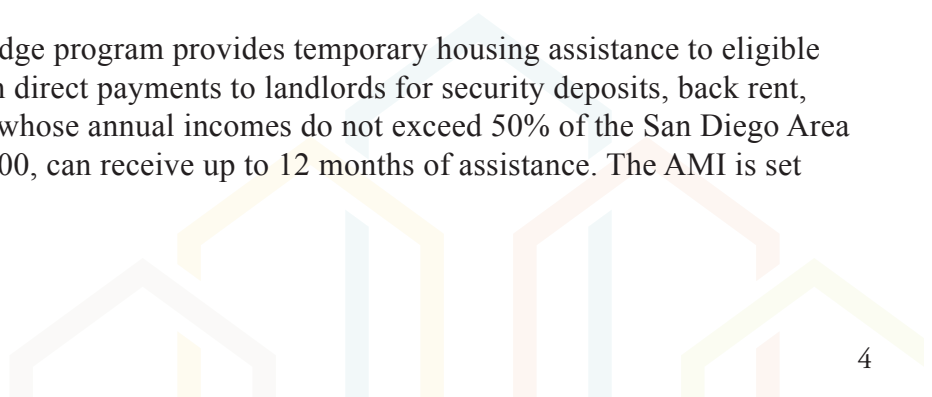 dge program provides temporary housing assistance to eligible
direct payments to landlords for security deposits, back rent,
whose annual incomes do not exceed 50% of the San Diego Area
00, can receive up to 12 months of assistance. The AMI is set
4